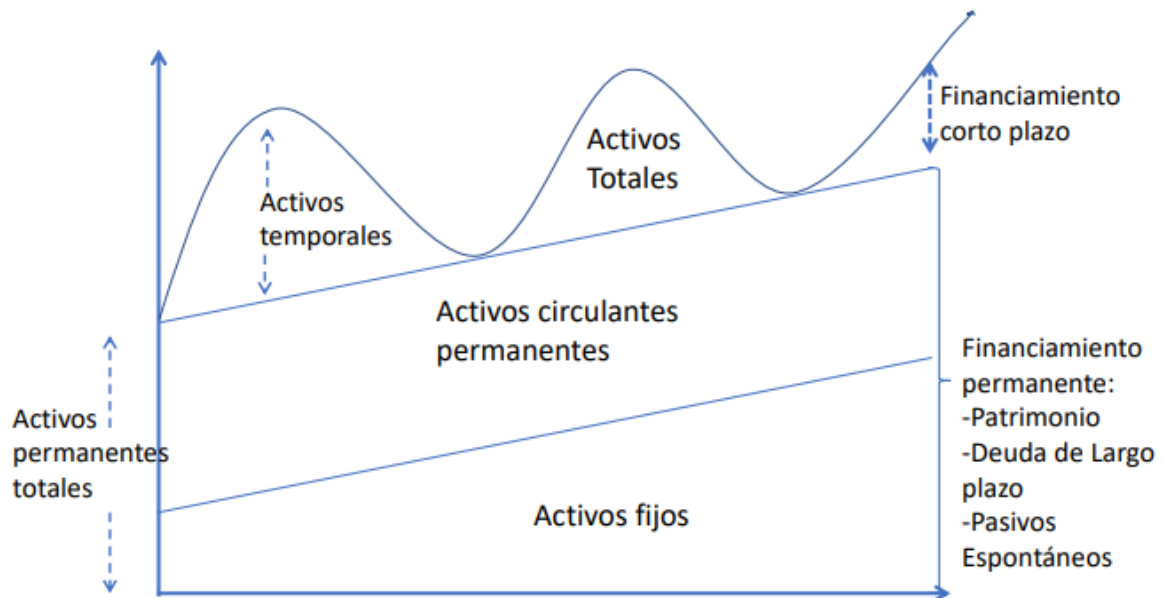 Financiamiento
corto plazo
Activos
Totales
Activos
temporales
Activos circulantes
permanentes
Financiamiento
permanente:
-Patrimonio
-Deuda de Largo
plazo
-Pasivos
Espontáneos
Activos
permanentes
totales
Activos fijos